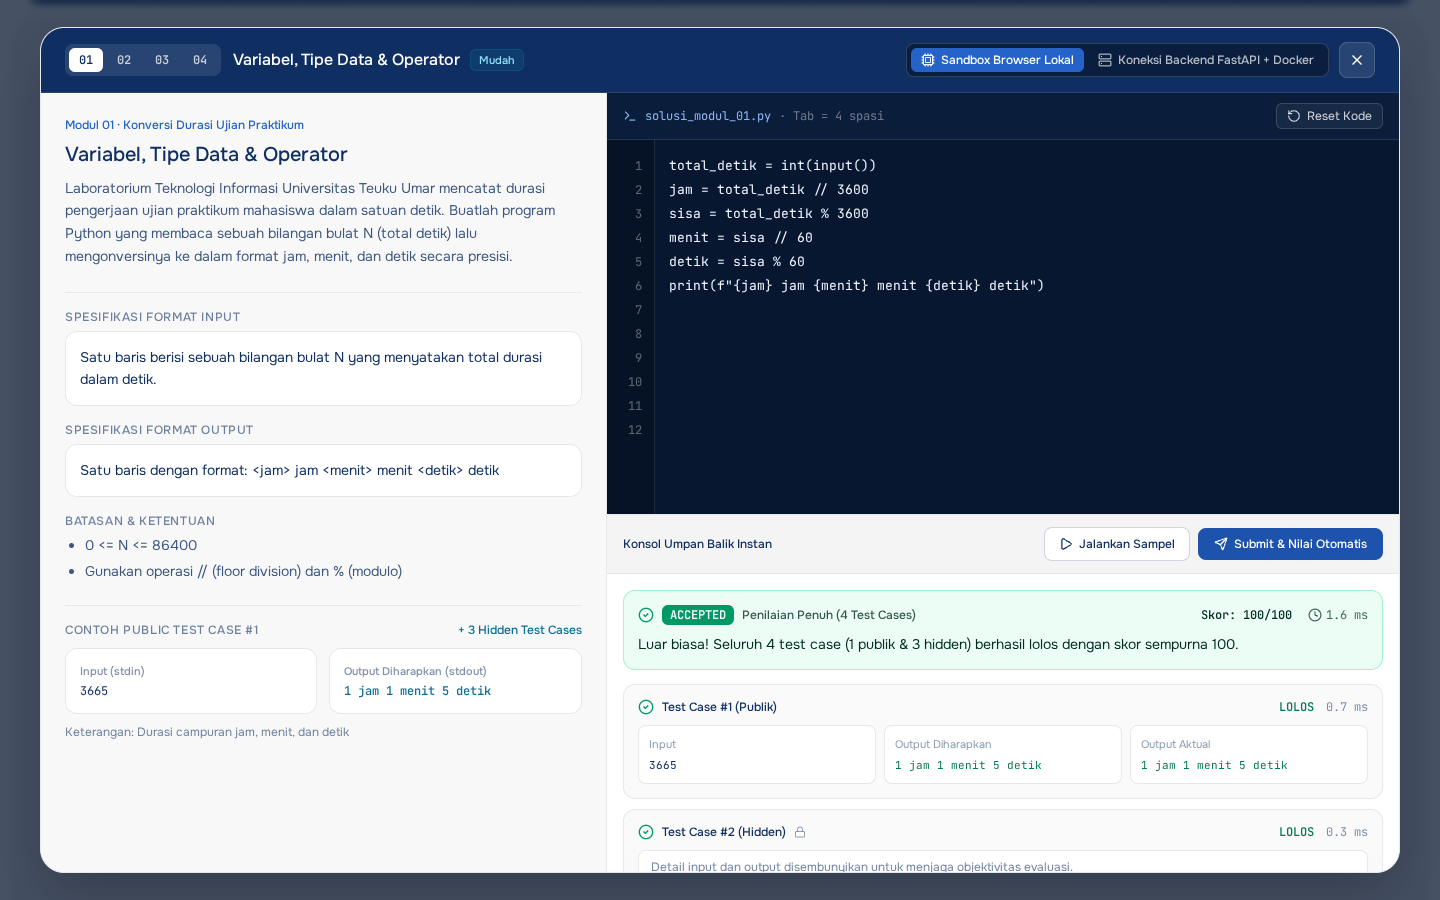 01 02 03 04 Variabel, Tipe Data & Operator Mudah Sandbox Browser Lokal Koneksi Backend FastAPI + Docker
Modul 01 · Konversi Durasi Ujian Praktikum
Variabel, Tipe Data & Operator
Laboratorium Teknologi Informasi Universitas Teuku Umar mencatat durasi
pengerjaan ujian praktikum mahasiswa dalam satuan detik. Buatlah program
Python yang membaca sebuah bilangan bulat N (total detik) lalu
mengonversinya ke dalam format jam, menit, dan detik secara presisi.
SPESIFIKASI FORMAT INPUT
Satu baris berisi sebuah bilangan bulat N yang menyatakan total durasi
dalam detik.
SPESIFIKASI FORMAT OUTPUT
Satu baris dengan format: <jam> jam <menit> menit <detik> detik
BATASAN & KETENTUAN
• 0 <= N <= 86400
• Gunakan operasi // (floor division) dan % (modulo)
CONTOH PUBLIC TEST CASE #1 + 3 Hidden Test Cases
Input (stdin)
3665
Output Diharapkan (stdout)
1 jam 1 menit 5 detik
Keterangan: Durasi campuran jam, menit, dan detik
solusi_modul_01.py · Tab = 4 spasi Reset Kode
1 total_detik = int(input())
2 jam = total_detik // 3600
3 sisa = total_detik % 3600
4 menit = sisa // 60
5 detik = sisa % 60
6 print(f"{jam} jam {menit} menit {detik} detik")
7
8
9
10
11
12
Konsol Umpan Balik Instan Jalankan Sampel Submit & Nilai Otomatis
ACCEPTED Penilaian Penuh (4 Test Cases) Skor: 100/100 1.6 ms
Luar biasa! Seluruh 4 test case (1 publik & 3 hidden) berhasil lolos dengan skor sempurna 100.
Test Case #1 (Publik) LOLOS 0.7 ms
Input
3665
Output Diharapkan
1 jam 1 menit 5 detik
Output Aktual
1 jam 1 menit 5 detik
Test Case #2 (Hidden) LOLOS 0.3 ms
Detail input dan output disembunyikan untuk menjaga objektivitas evaluasi.